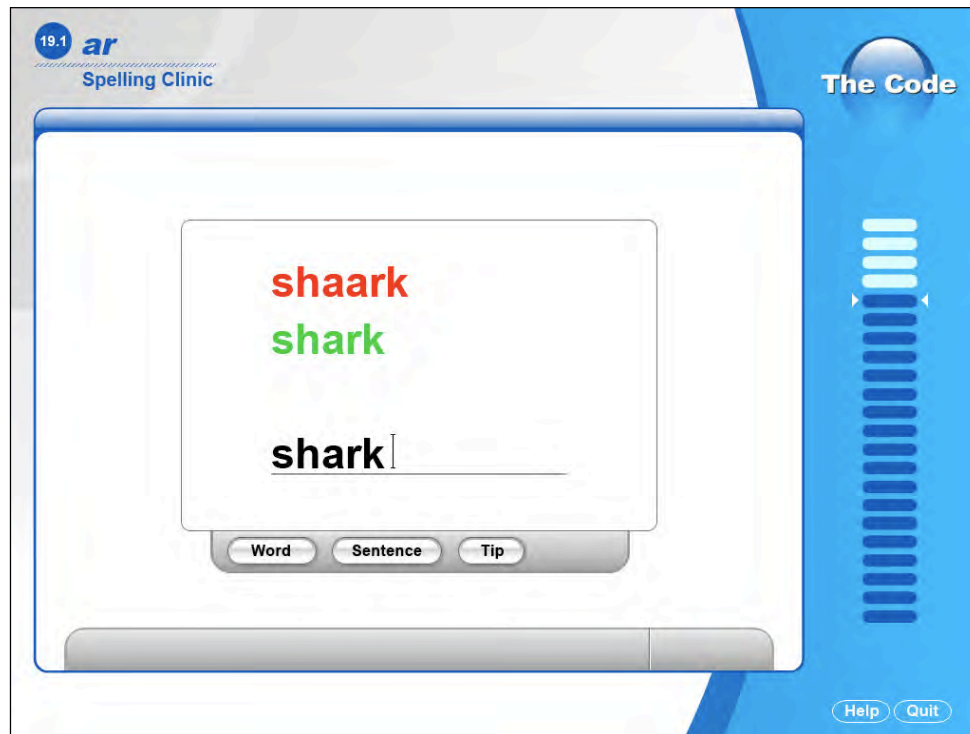 19.1 ar
Spelling Clinic
The Code
shaark
shark
shark
Word Sentence Tip
Help Quit